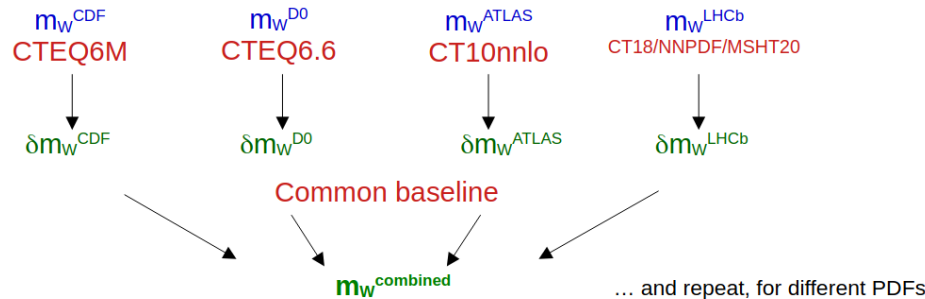 m_W^CDF m_W^D0 m_W^ATLAS m_W^LHCb
CTEQ6M CTEQ6.6 CT10nnlo CT18/NNPDF/MSHT20
δm_W^CDF δm_W^D0 δm_W^ATLAS δm_W^LHCb
Common baseline
m_W^combined … and repeat, for different PDFs